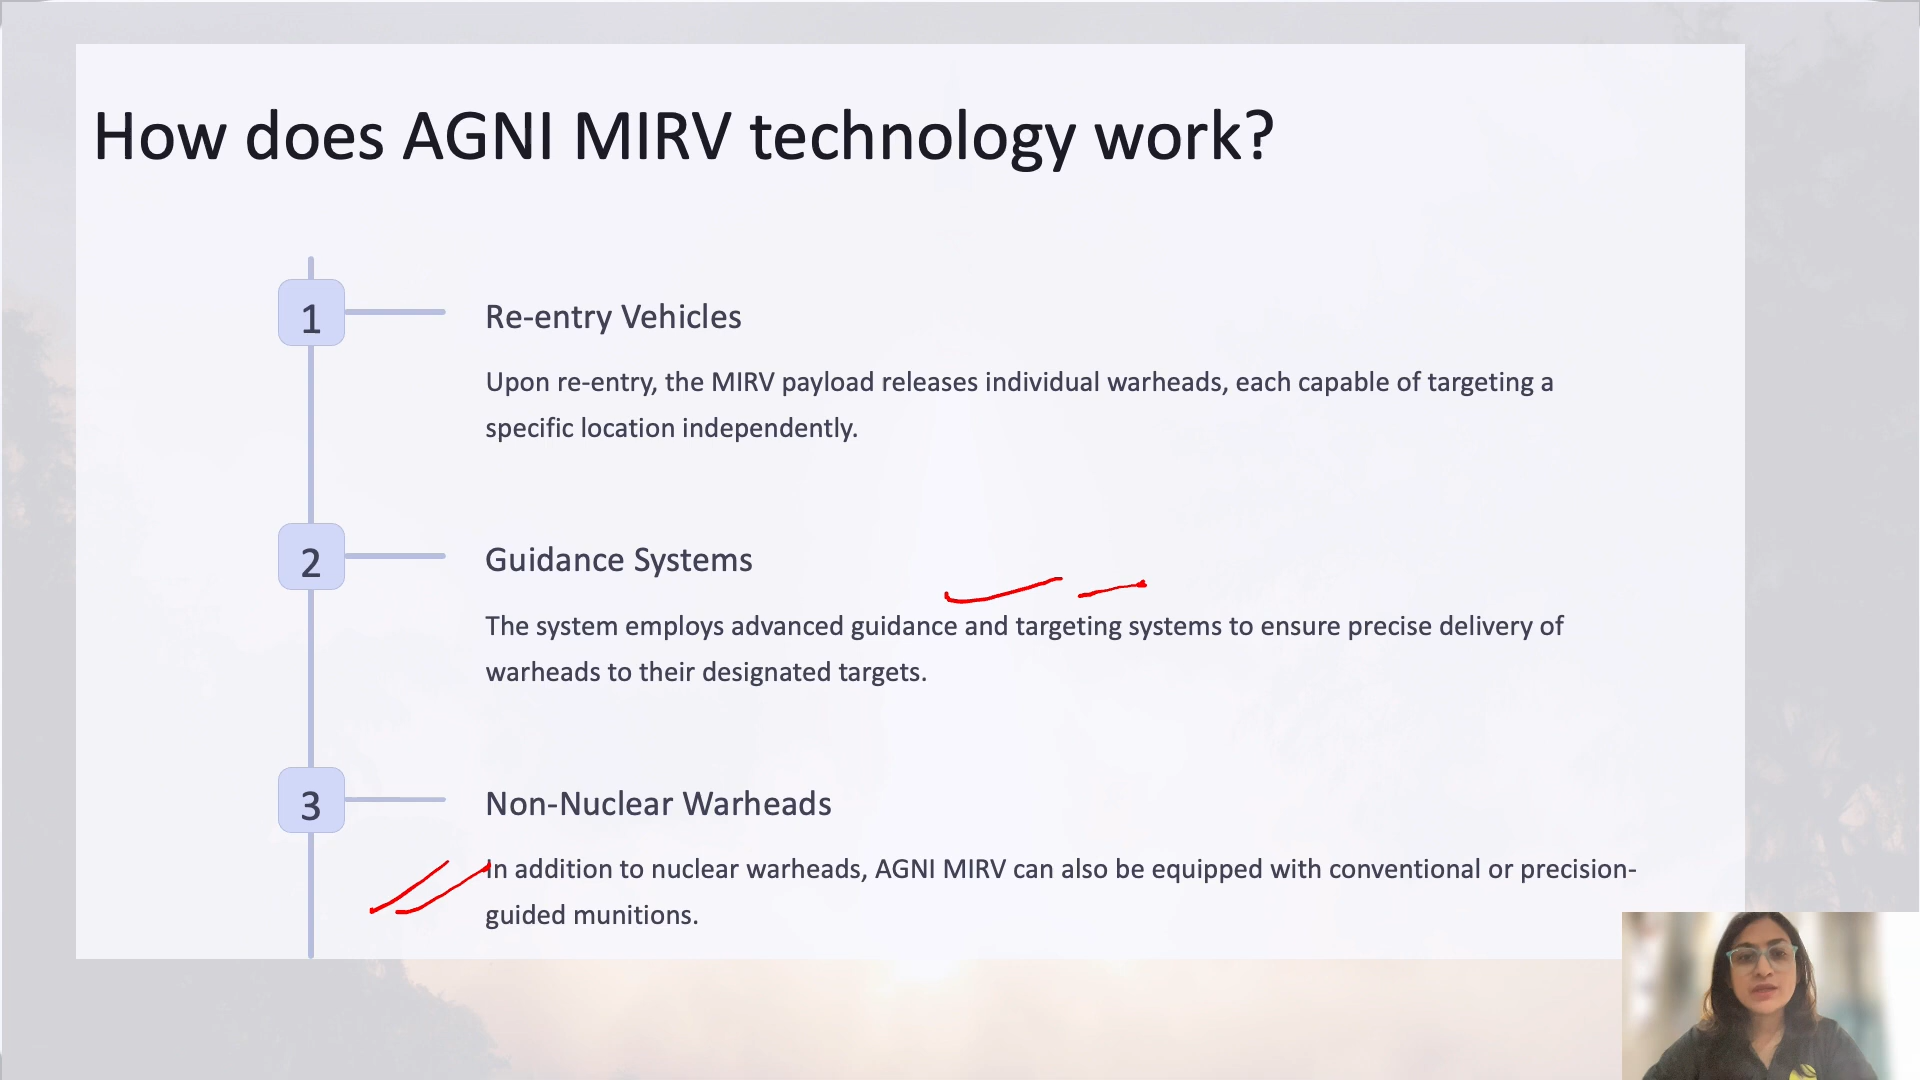 How does AGNI MIRV technology work?
1
Re-entry Vehicles
Upon re-entry, the MIRV payload releases individual warheads, each capable of targeting a
specific location independently.
2
Guidance Systems
The system employs advanced guidance and targeting systems to ensure precise delivery of
warheads to their designated targets.
3
Non-Nuclear Warheads
In addition to nuclear warheads, AGNI MIRV can also be equipped with conventional or precision-
guided munitions.